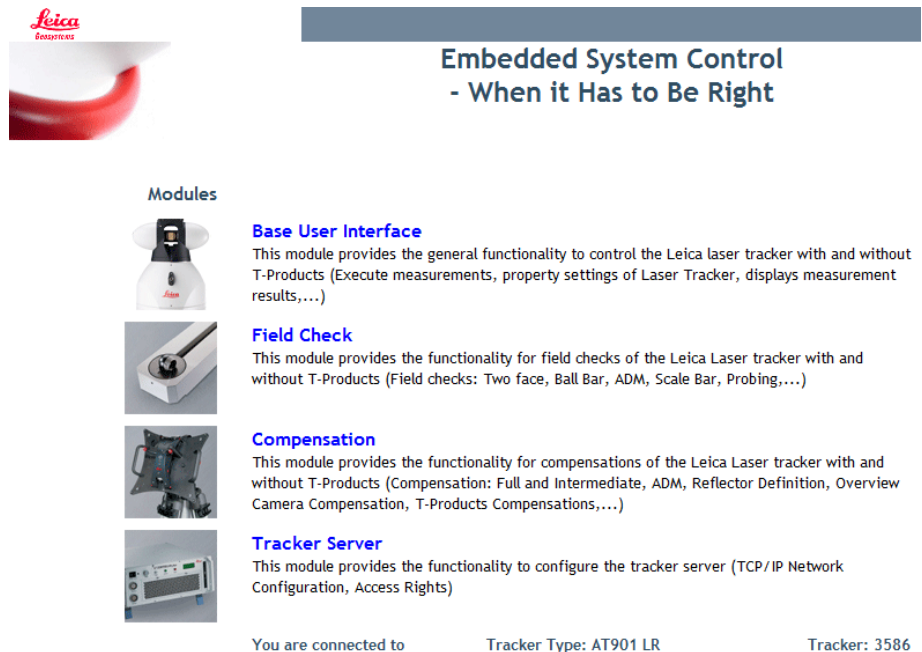 Leica
Geosystems
Embedded System Control
- When it Has to Be Right
Modules
Base User Interface
This module provides the general functionality to control the Leica laser tracker with and without
T-Products (Execute measurements, property settings of Laser Tracker, displays measurement
results,...)
Field Check
This module provides the functionality for field checks of the Leica Laser tracker with and
without T-Products (Field checks: Two face, Ball Bar, ADM, Scale Bar, Probing,...)
Compensation
This module provides the functionality for compensations of the Leica Laser tracker with and
without T-Products (Compensation: Full and Intermediate, ADM, Reflector Definition, Overview
Camera Compensation, T-Products Compensations,...)
Tracker Server
This module provides the functionality to configure the tracker server (TCP/IP Network
Configuration, Access Rights)
You are connected to Tracker Type: AT901 LR Tracker: 3586